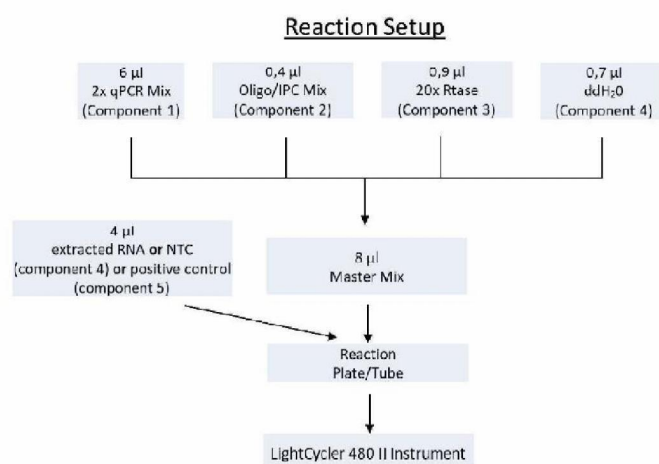 Reaction Setup
6 µl
2x qPCR Mix
(Component 1)
0,4 µl
Oligo/IPC Mix
(Component 2)
0,9 µl
20x Rtase
(Component 3)
0,7 µl
ddH₂0
(Component 4)
4 µl
extracted RNA or NTC
(component 4) or positive control
(component 5)
8 µl
Master Mix
Reaction
Plate/Tube
LightCycler 480 II Instrument